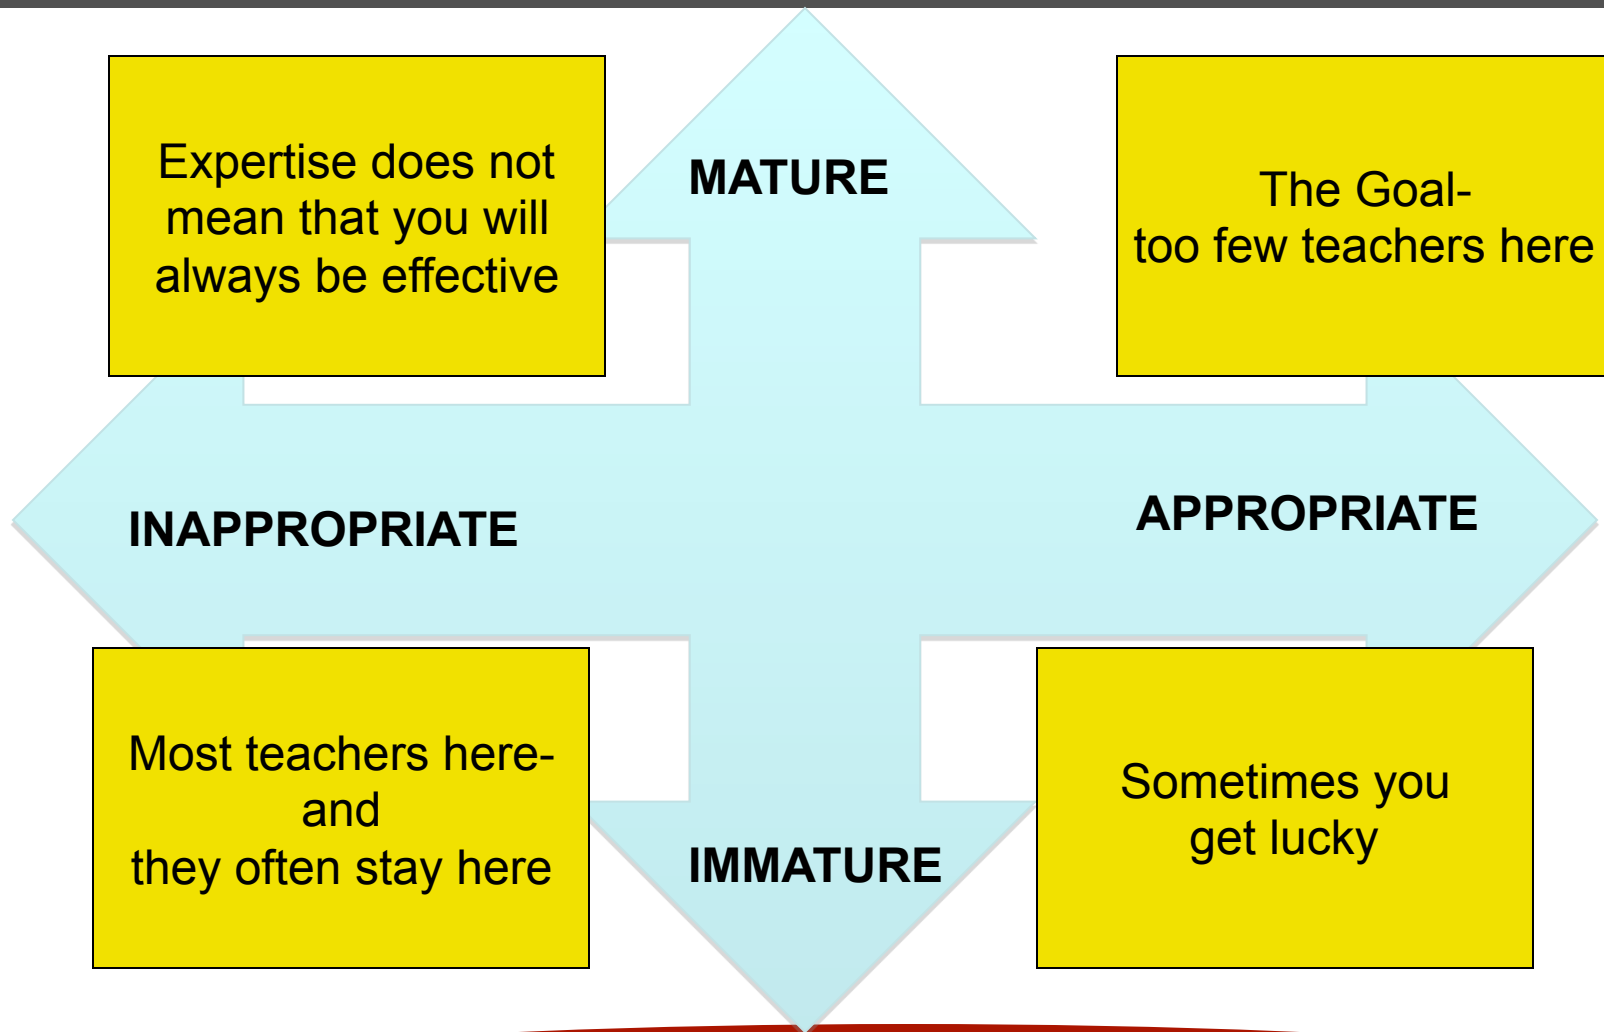 Expertise does not
mean that you will
always be effective
MATURE
The Goal-
too few teachers here
INAPPROPRIATE
APPROPRIATE
Most teachers here-
and
they often stay here
IMMATURE
Sometimes you
get lucky